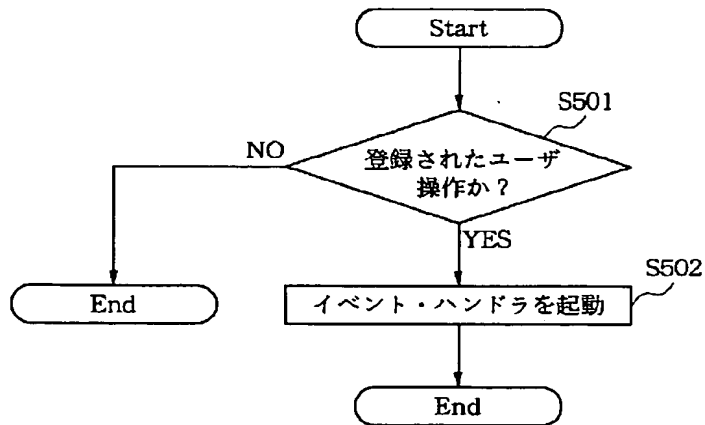 Start
S501
NO
登録されたユーザ
操作か？
YES
S502
End
イベント・ハンドラを起動
End